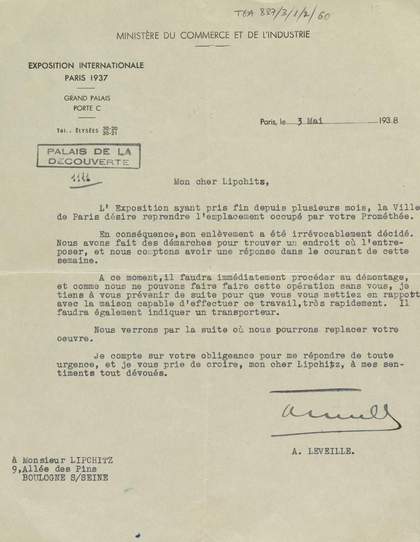 TGA 887/3/1/2/60
MINISTÈRE DU COMMERCE ET DE L'INDUSTRIE
EXPOSITION INTERNATIONALE
PARIS 1937
GRAND PALAIS
PORTE C
TÉL. : ÉLYSÉES 20-20
20-21
Paris, le 3 Mai 1938
PALAIS DE LA
DÉCOUVERTE
Mon cher Lipchitz,
L' Exposition ayant pris fin depuis plusieurs mois, la Ville
de Paris désire reprendre l'emplacement occupé par votre Prométhée.
En conséquence,son enlèvement a été irrévocablement décidé.
Nous avons fait des démarches pour trouver un endroit où l'entre-
poser, et nous comptons avoir une réponse dans le courant de cette
semaine.
A ce moment,il faudra immédiatement procéder au démontage,
et comme nous ne pouvons faire faire cette opération sans vous, je
tiens à vous prévenir de suite pour que vous vous mettiez en rapport
avec la maison capable d'effectuer ce travail,très rapidement. Il
faudra également indiquer un transporteur.
Nous verrons par la suite où nous pourrons replacer votre
oeuvre.
Je compte sur votre obligeance pour me répondre de toute
urgence, et je vous prie de croire, mon cher Lipchitz, à mes sen-
timents tout dévoués.
A. LEVEILLE.
à Monsieur LIPCHITZ
9,Allée des Pins
BOULOGNE S/SEINE